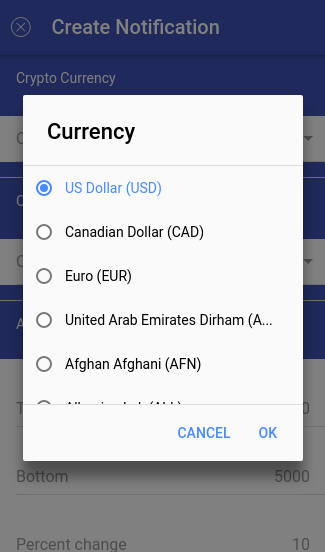 Create Notification
Crypto Currency
Currency
US Dollar (USD)
Canadian Dollar (CAD)
Euro (EUR)
United Arab Emirates Dirham (A...
Afghan Afghani (AFN)
CANCEL
OK
Bottom
5000
Percent change
10